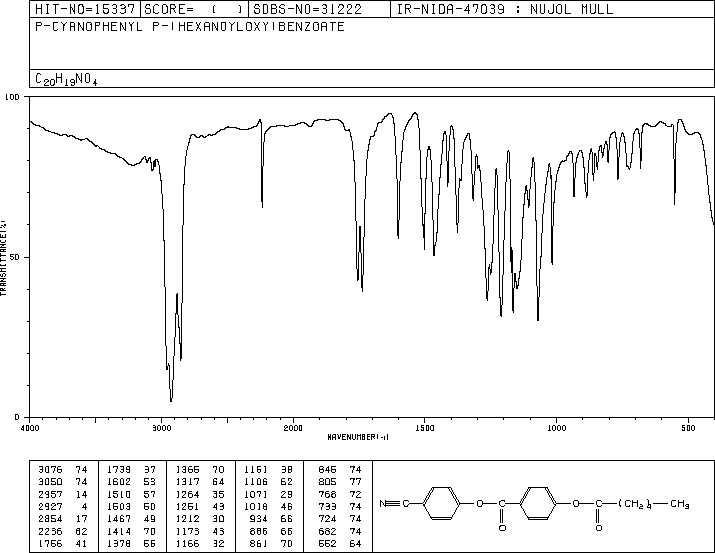 HIT-NO=15337 SCORE= ( ) SDBS-NO=31222 IR-NIDA-47039 : NUJOL MULL
P-CYANOPHENYL P-(HEXANOYLOXY)BENZOATE
C20H19NO4
100
50
0
TRANSMITTANCE(%)
4000 3000 2000 1500 1000 500
WAVENUMBER(-1)
3076 74 1739 37 1366 70 1161 38 846 74
3050 74 1602 53 1317 64 1106 62 805 77
2957 14 1510 57 1264 35 1071 29 766 72
2927 4 1503 50 1251 43 1018 46 739 74
2854 17 1467 49 1212 30 934 66 724 74
2236 62 1414 70 1173 43 886 66 682 74
1756 41 1378 55 1166 32 861 70 552 64
N O C O C (CH2)4 CH3
O O